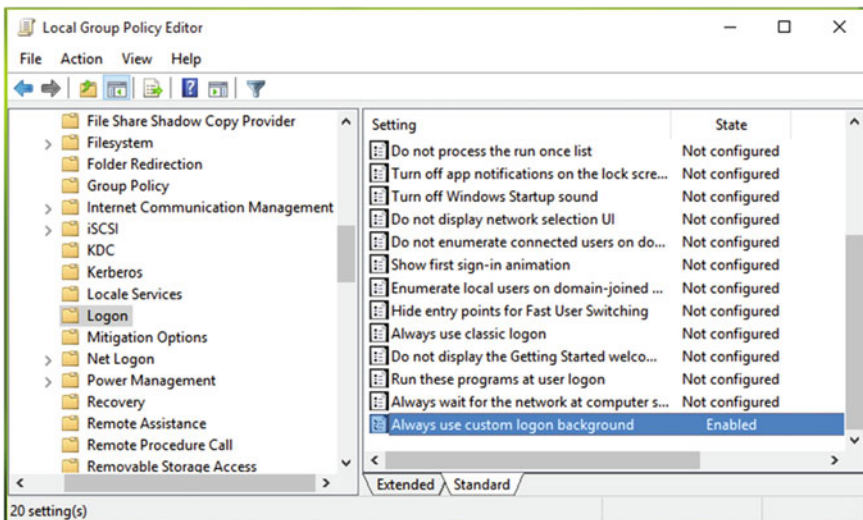 Local Group Policy Editor
File Action View Help
File Share Shadow Copy Provider
Filesystem
Folder Redirection
Group Policy
Internet Communication Management
iSCSI
KDC
Kerberos
Locale Services
Logon
Mitigation Options
Net Logon
Power Management
Recovery
Remote Assistance
Remote Procedure Call
Removable Storage Access
Setting State
Do not process the run once list Not configured
Turn off app notifications on the lock scre... Not configured
Turn off Windows Startup sound Not configured
Do not display network selection UI Not configured
Do not enumerate connected users on do... Not configured
Show first sign-in animation Not configured
Enumerate local users on domain-joined ... Not configured
Hide entry points for Fast User Switching Not configured
Always use classic logon Not configured
Do not display the Getting Started welco... Not configured
Run these programs at user logon Not configured
Always wait for the network at computer s... Not configured
Always use custom logon background Enabled
Extended Standard
20 setting(s)